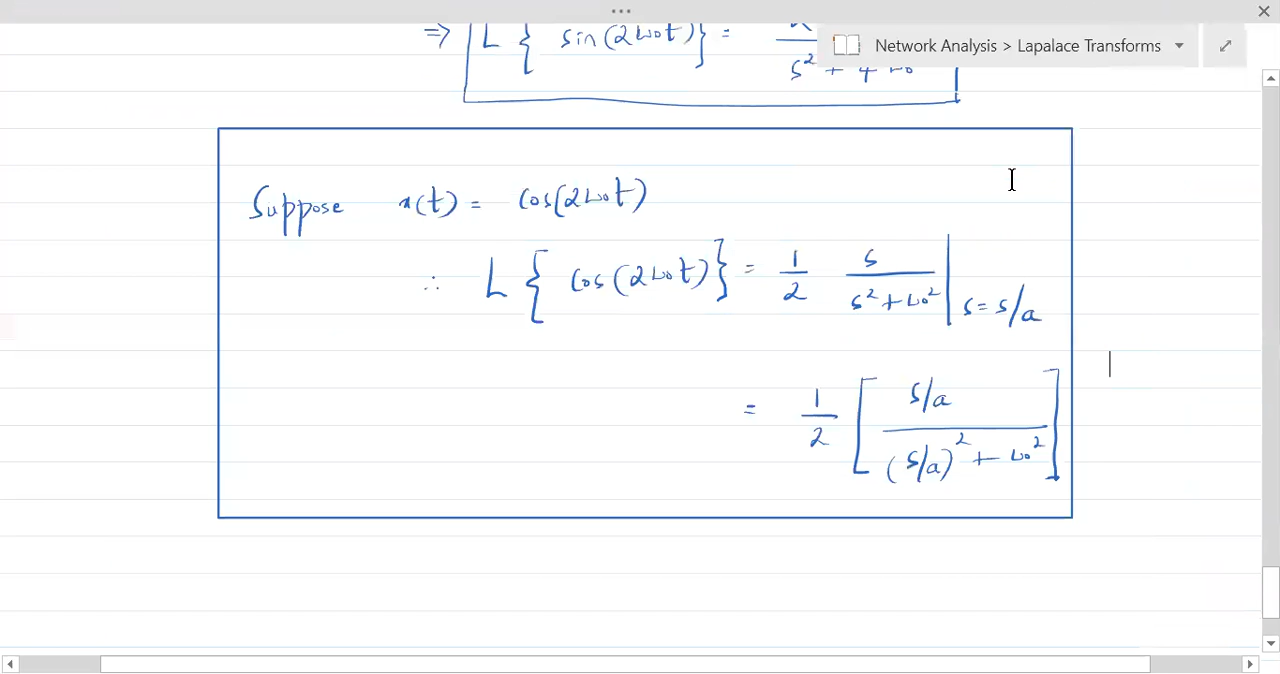 ⇒ L { sin(2ω₀t) } =
s² + 4ω₀
Network Analysis > Lapalace Transforms
Suppose x(t) = cos(2ω₀t)
∴ L { cos(2ω₀t) } = 1/2 s/(s² + ω₀²) | s = s/a
= 1/2 [ (s/a) / ((s/a)² + ω₀²) ]